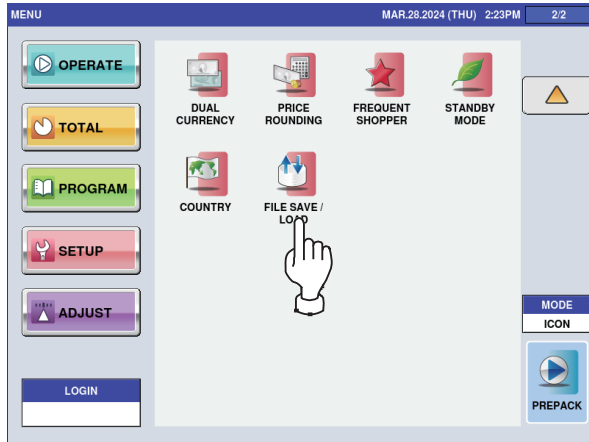 MENU
MAR.28.2024 (THU) 2:23PM
2/2
OPERATE
TOTAL
PROGRAM
SETUP
ADJUST
LOGIN
DUAL
CURRENCY
PRICE
ROUNDING
FREQUENT
SHOPPER
STANDBY
MODE
COUNTRY
FILE SAVE /
LOAD
MODE
ICON
PREPACK